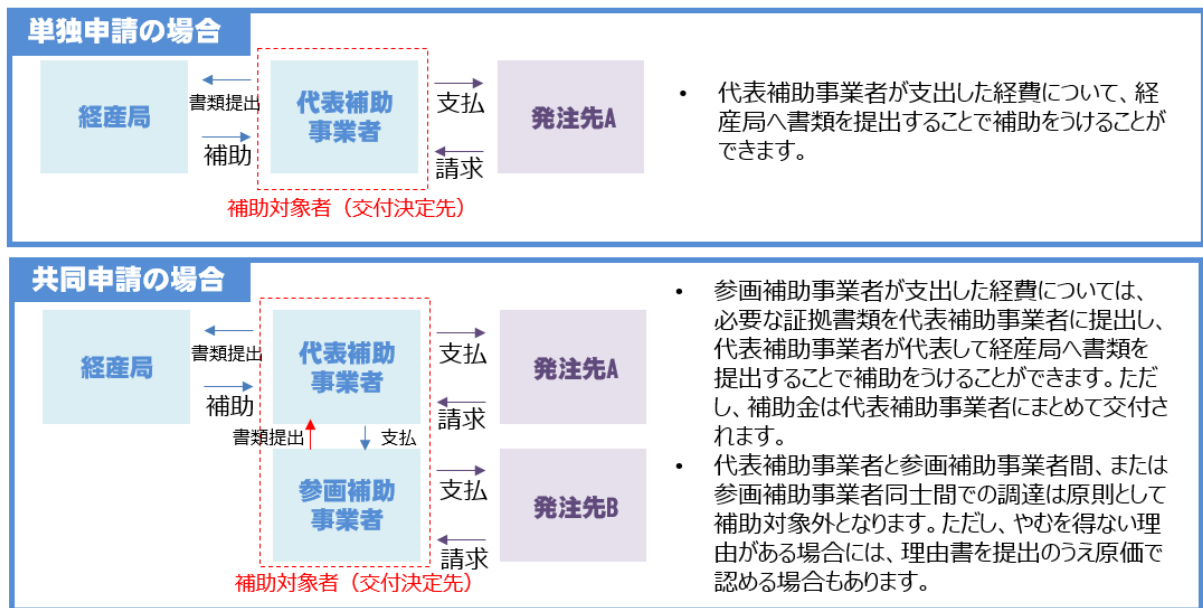 単独申請の場合
経産局
書類提出
補助
代表補助
事業者
支払
請求
発注先A
補助対象者（交付決定先）
• 代表補助事業者が支出した経費について、経
産局へ書類を提出することで補助をうけることが
できます。
共同申請の場合
経産局
書類提出
補助
代表補助
事業者
支払
請求
発注先A
書類提出
支払
参画補助
事業者
支払
請求
発注先B
補助対象者（交付決定先）
• 参画補助事業者が支出した経費については、
必要な証拠書類を代表補助事業者に提出し、
代表補助事業者が代表して経産局へ書類を
提出することで補助をうけることができます。ただ
し、補助金は代表補助事業者にまとめて交付さ
れます。
• 代表補助事業者と参画補助事業者間、または
参画補助事業者同士間での調達は原則として
補助対象外となります。ただし、やむを得ない理
由がある場合には、理由書を提出のうえ原価で
認める場合もあります。